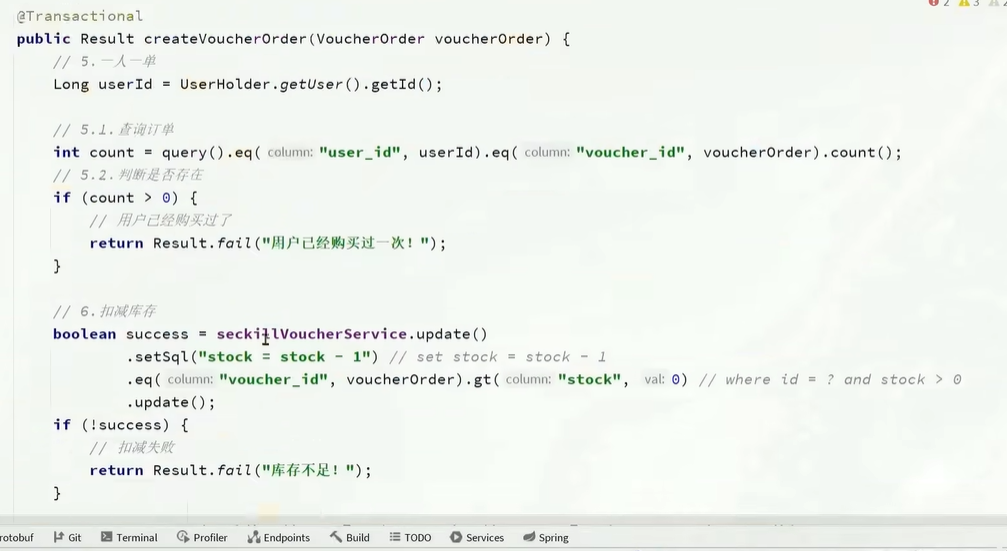 2 3 2
@Transactional
public Result createVoucherOrder(VoucherOrder voucherOrder) {
// 5.一人一单
Long userId = UserHolder.getUser().getId();
// 5.1.查询订单
int count = query().eq( column: "user_id", userId).eq( column: "voucher_id", voucherOrder).count();
// 5.2.判断是否存在
if (count > 0) {
// 用户已经购买过了
return Result.fail("用户已经购买过一次！");
}
// 6.扣减库存
boolean success = seckillVoucherService.update()
.setSql("stock = stock - 1") // set stock = stock - 1
.eq( column: "voucher_id", voucherOrder).gt( column: "stock", val: 0) // where id = ? and stock > 0
.update();
if (!success) {
// 扣减失败
return Result.fail("库存不足！");
}
rotobuf Git Terminal Profiler Endpoints Build TODO Services Spring